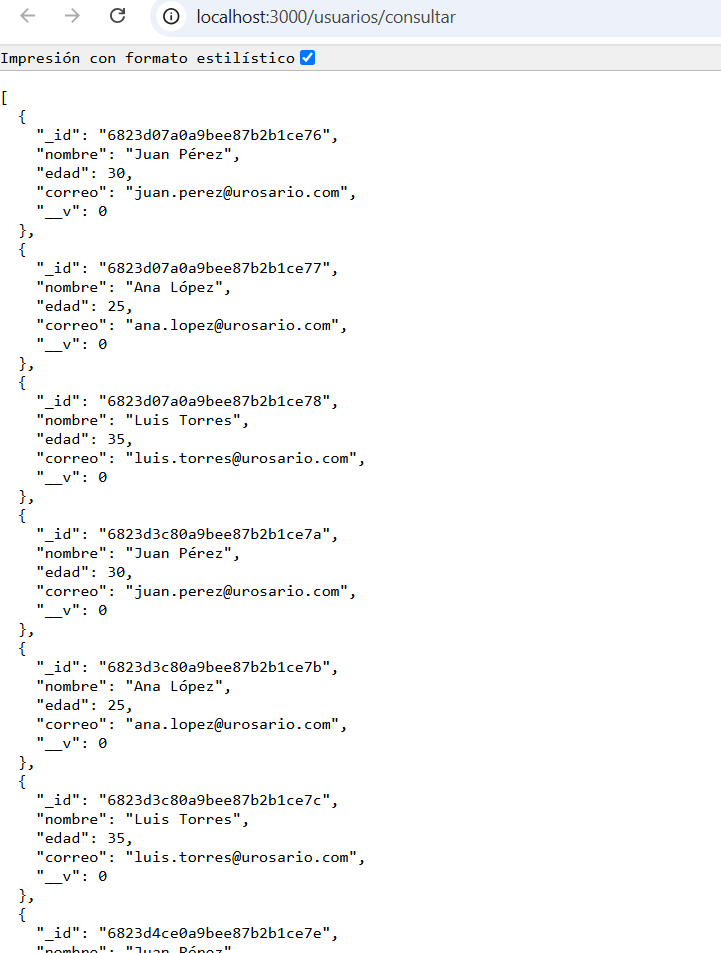 localhost:3000/usuarios/consultar
Impresión con formato estilístico
[
  {
    "_id": "6823d07a0a9bee87b2b1ce76",
    "nombre": "Juan Pérez",
    "edad": 30,
    "correo": "juan.perez@urosario.com",
    "__v": 0
  },
  {
    "_id": "6823d07a0a9bee87b2b1ce77",
    "nombre": "Ana López",
    "edad": 25,
    "correo": "ana.lopez@urosario.com",
    "__v": 0
  },
  {
    "_id": "6823d07a0a9bee87b2b1ce78",
    "nombre": "Luis Torres",
    "edad": 35,
    "correo": "luis.torres@urosario.com",
    "__v": 0
  },
  {
    "_id": "6823d3c80a9bee87b2b1ce7a",
    "nombre": "Juan Pérez",
    "edad": 30,
    "correo": "juan.perez@urosario.com",
    "__v": 0
  },
  {
    "_id": "6823d3c80a9bee87b2b1ce7b",
    "nombre": "Ana López",
    "edad": 25,
    "correo": "ana.lopez@urosario.com",
    "__v": 0
  },
  {
    "_id": "6823d3c80a9bee87b2b1ce7c",
    "nombre": "Luis Torres",
    "edad": 35,
    "correo": "luis.torres@urosario.com",
    "__v": 0
  },
  {
    "_id": "6823d4ce0a9bee87b2b1ce7e",
    "nombre": "Juan Pérez"